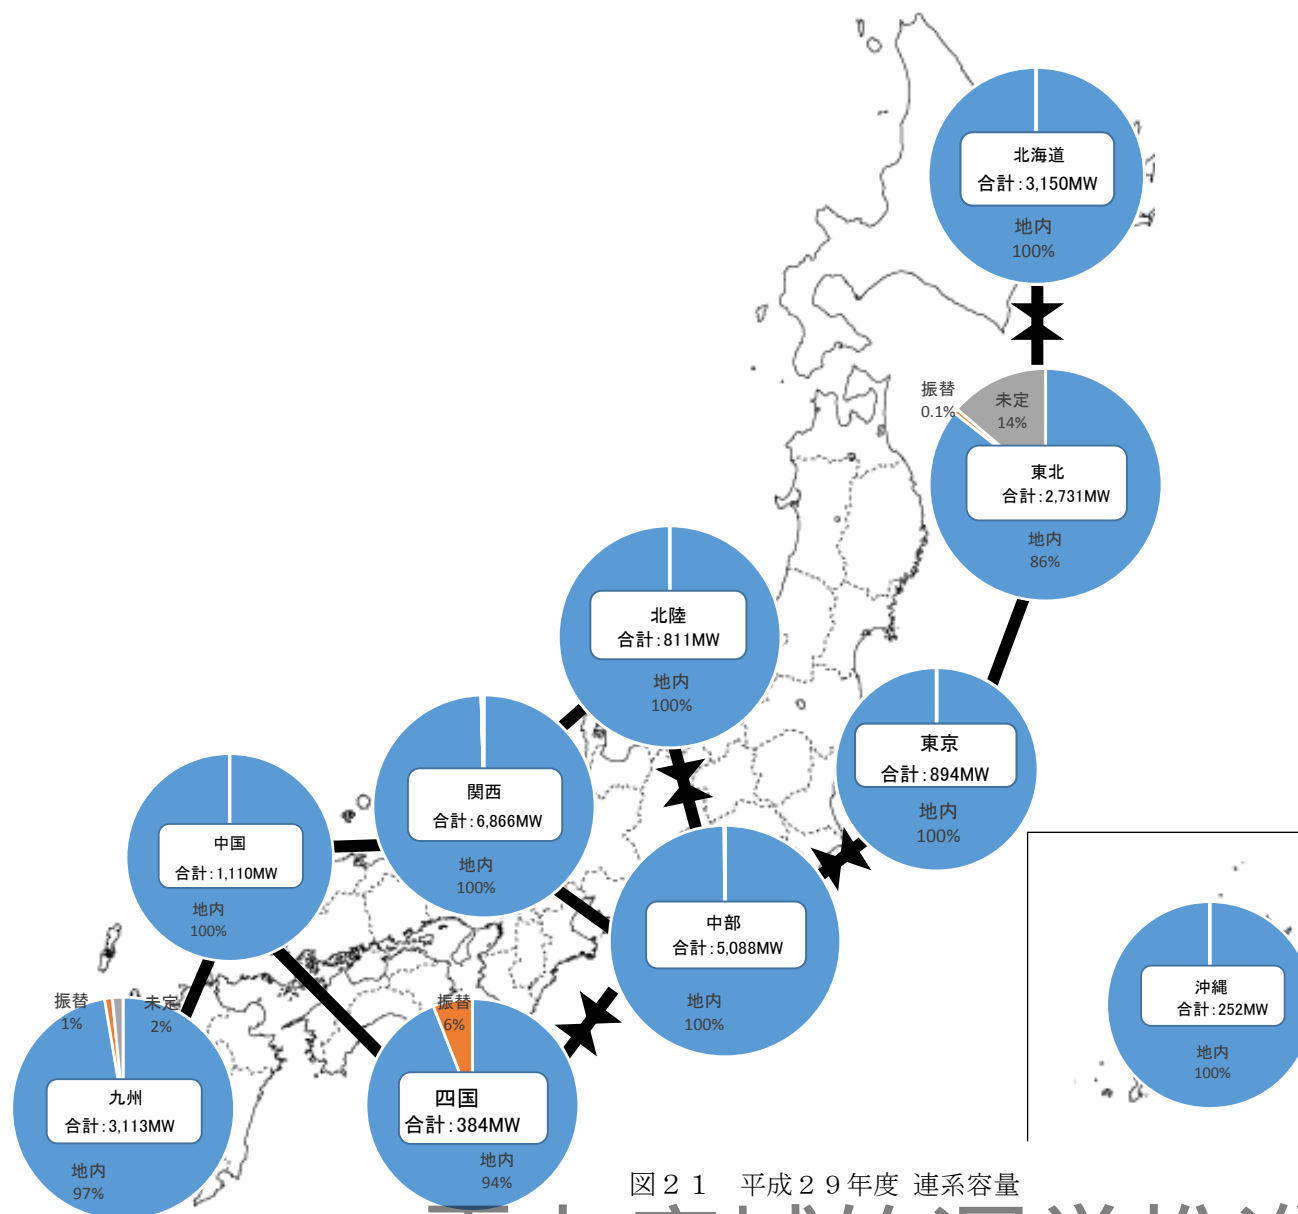 北海道
合計:3,150MW
地内
100%
振替
0.1%
未定
14%
東北
合計:2,731MW
地内
86%
北陸
合計:811MW
地内
100%
東京
合計:894MW
地内
100%
関西
合計:6,866MW
地内
100%
中国
合計:1,110MW
地内
100%
中部
合計:5,088MW
地内
100%
沖縄
合計:252MW
地内
100%
振替
1%
未定
2%
九州
合計:3,113MW
地内
97%
振替
6%
四国
合計:384MW
地内
94%
図21 平成29年度 連系容量